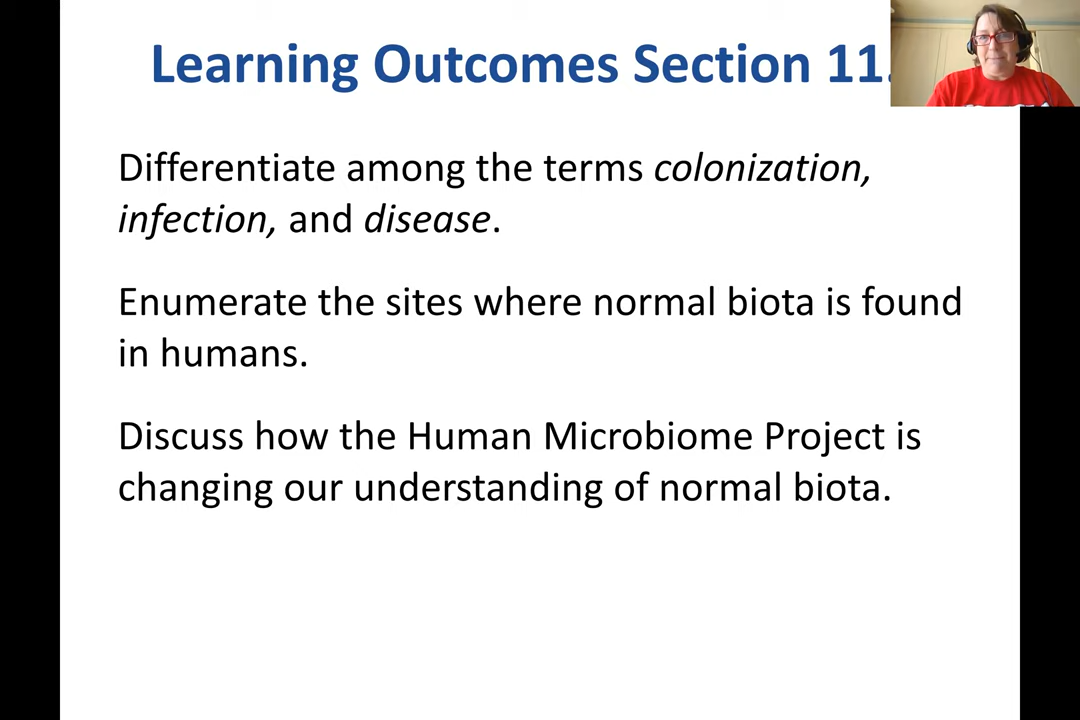 Learning Outcomes Section 11.
Differentiate among the terms colonization,
infection, and disease.
Enumerate the sites where normal biota is found
in humans.
Discuss how the Human Microbiome Project is
changing our understanding of normal biota.